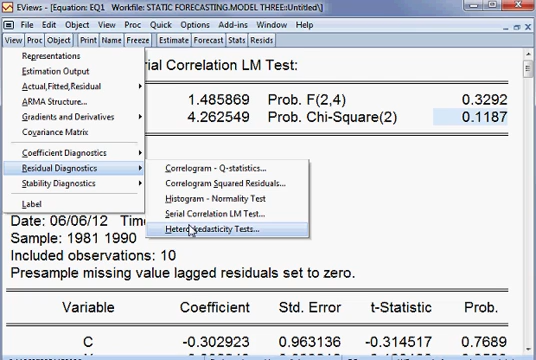 EViews - [Equation: EQ1 Workfile: STATIC FORECASTING.MODEL THREE::Untitled\]
File Edit Object View Proc Quick Options Add-ins Window Help
View Proc Object Print Name Freeze Estimate Forecast Stats Resids
Representations
Estimation Output
Actual,Fitted,Residual
ARMA Structure...
Gradients and Derivatives
Covariance Matrix
Coefficient Diagnostics
Residual Diagnostics
Stability Diagnostics
Label
Correlogram - Q-statistics...
Correlogram Squared Residuals...
Histogram - Normality Test
Serial Correlation LM Test...
Heteroskedasticity Tests...
ial Correlation LM Test:
1.485869 Prob. F(2,4) 0.3292
4.262549 Prob. Chi-Square(2) 0.1187
Date: 06/06/12 Time
Sample: 1981 1990
Included observations: 10
Presample missing value lagged residuals set to zero.
Variable Coefficient Std. Error t-Statistic Prob.
C -0.302923 0.963136 -0.314517 0.7689